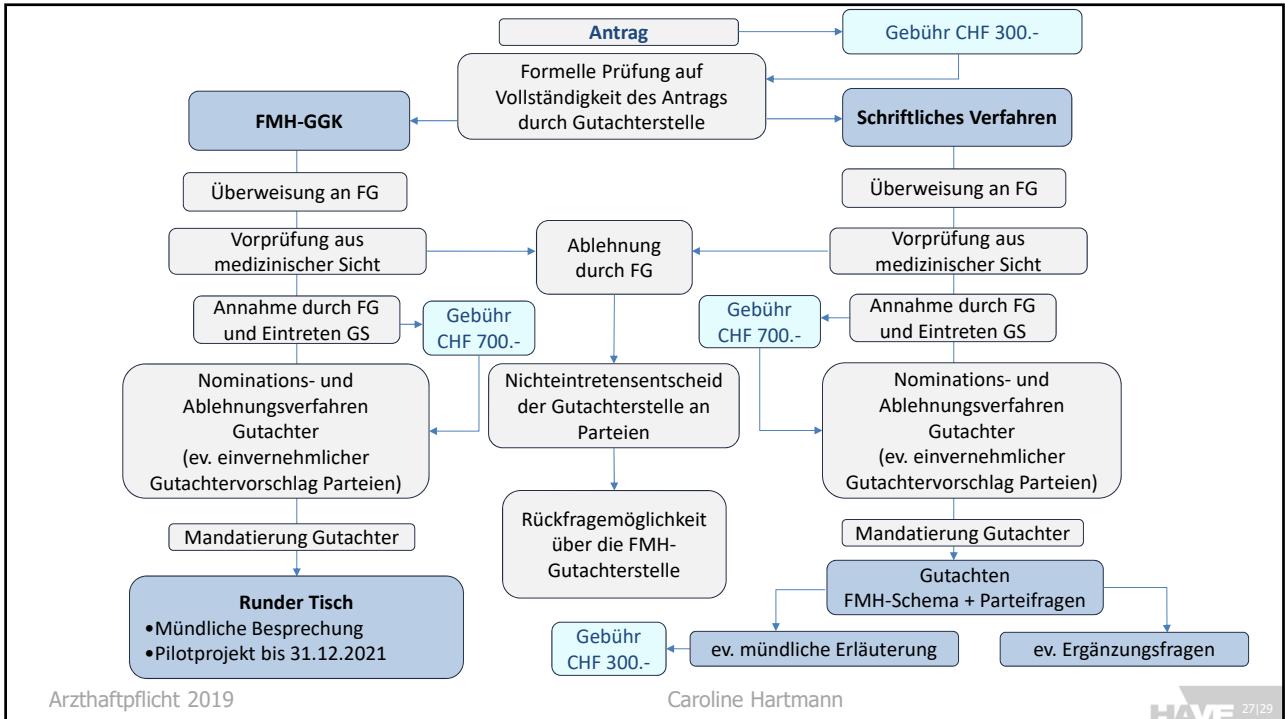 Antrag
Gebühr CHF 300.-
Formelle Prüfung auf
Vollständigkeit des Antrags
durch Gutachterstelle
FMH-GGK
Schriftliches Verfahren
Überweisung an FG
Überweisung an FG
Vorprüfung aus
medizinischer Sicht
Ablehnung
durch FG
Vorprüfung aus
medizinischer Sicht
Annahme durch FG
und Eintreten GS
Gebühr
CHF 700.-
Gebühr
CHF 700.-
Annahme durch FG
und Eintreten GS
Nominations- und
Ablehnungsverfahren
Gutachter
(ev. einvernehmlicher
Gutachtervorschlag Parteien)
Nichteintretensentscheid
der Gutachterstelle an
Parteien
Nominations- und
Ablehnungsverfahren
Gutachter
(ev. einvernehmlicher
Gutachtervorschlag Parteien)
Rückfragemöglichkeit
über die FMH-
Gutachterstelle
Mandatierung Gutachter
Mandatierung Gutachter
Runder Tisch
•Mündliche Besprechung
•Pilotprojekt bis 31.12.2021
Gutachten
FMH-Schema + Parteifragen
Gebühr
CHF 300.-
ev. mündliche Erläuterung
ev. Ergänzungsfragen
Arzthaftpflicht 2019
Caroline Hartmann
HAVE 27|29